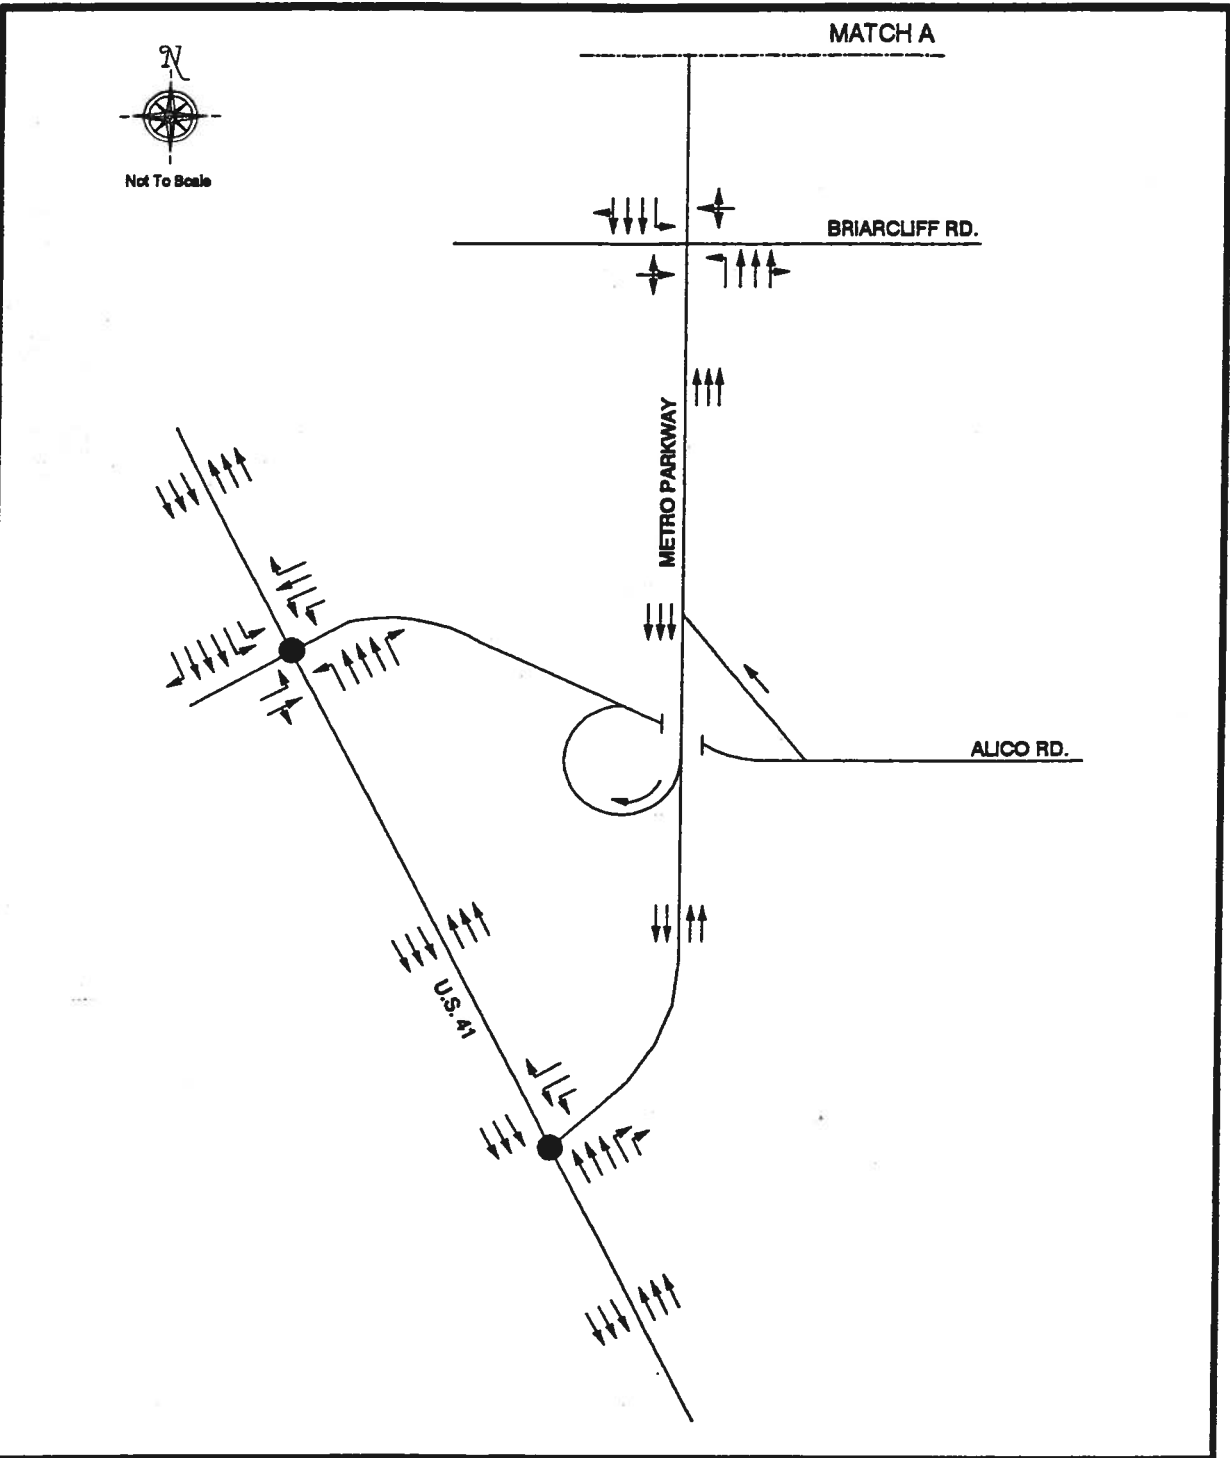 MATCH A
N
Not To Scale
BRIARCLIFF RD.
METRO PARKWAY
ALICO RD.
U.S. 41